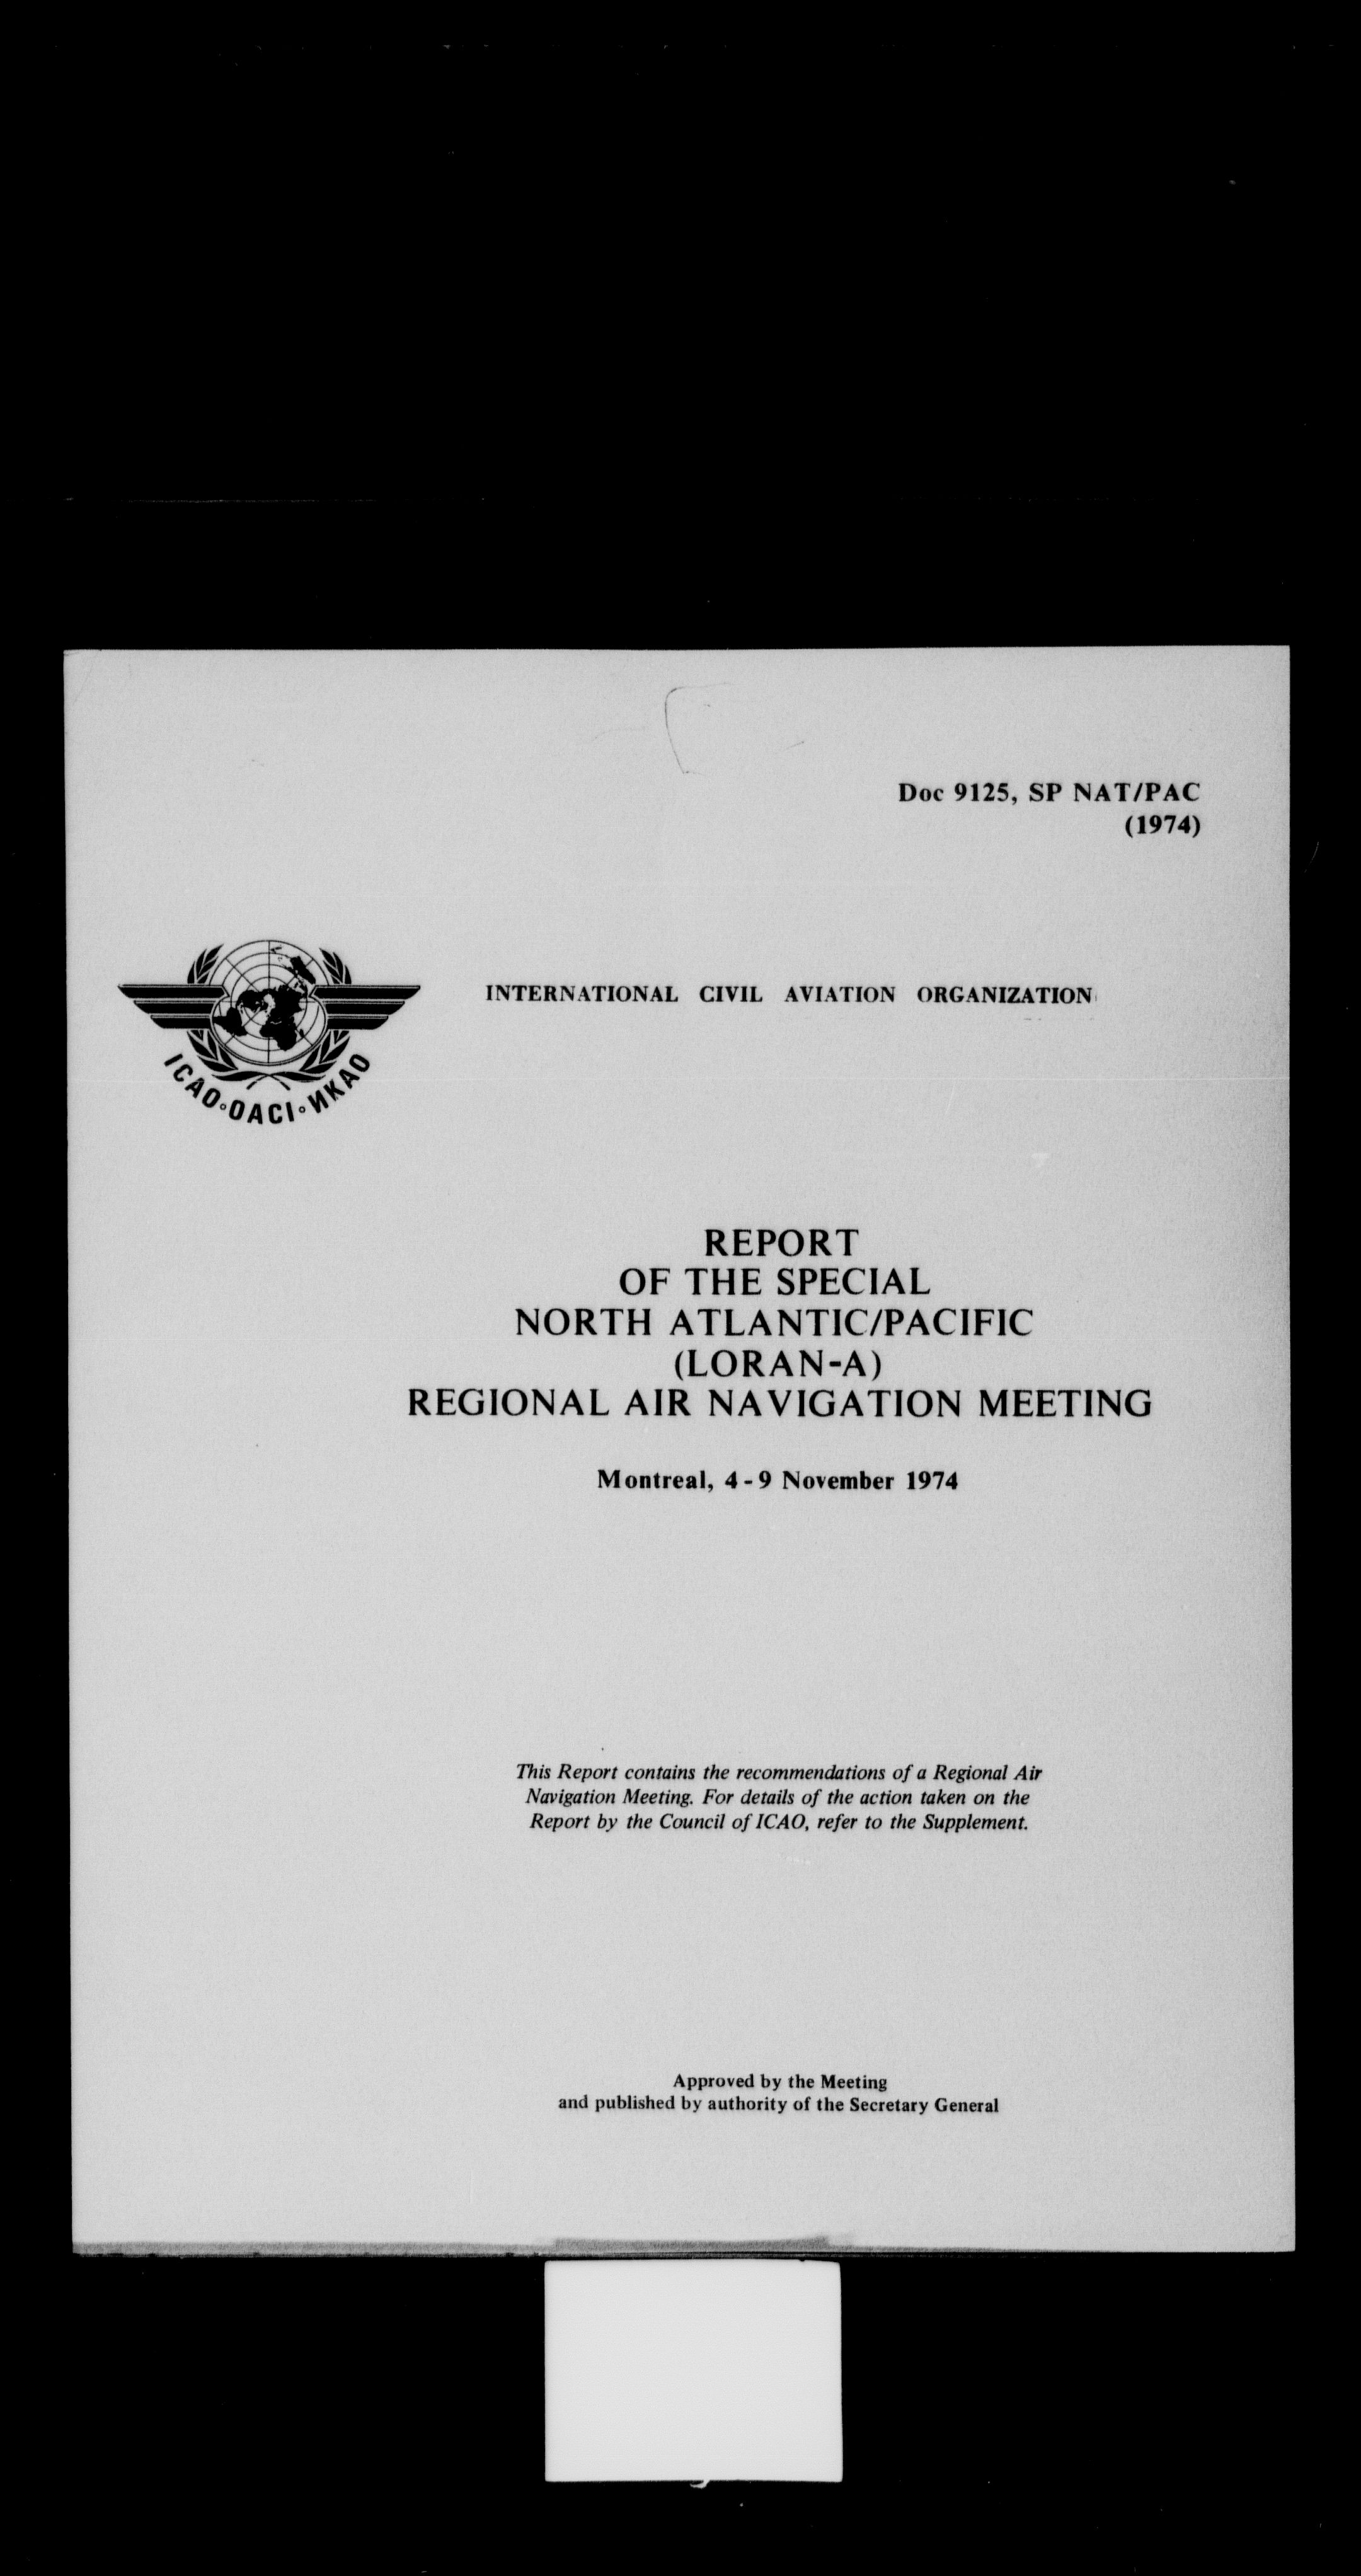 Doc 9125, SP NAT/PAC
(1974)
INTERNATIONAL CIVIL AVIATION ORGANIZATION
ICAO∘OACI∘ИКАО
REPORT
OF THE SPECIAL
NORTH ATLANTIC/PACIFIC
(LORAN-A)
REGIONAL AIR NAVIGATION MEETING
Montreal, 4-9 November 1974
This Report contains the recommendations of a Regional Air
Navigation Meeting. For details of the action taken on the
Report by the Council of ICAO, refer to the Supplement.
Approved by the Meeting
and published by authority of the Secretary General